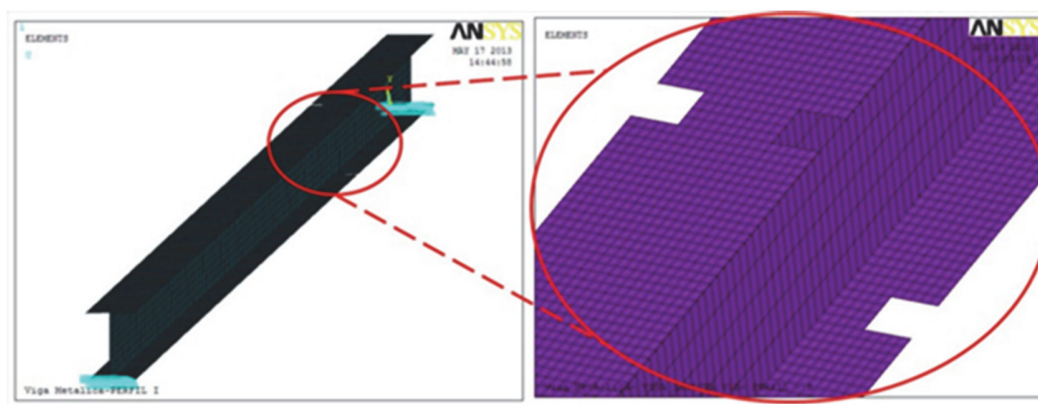 ELEMENTS
ANSYS
MAY 17 2013
14:44:58
Y
Viga Metalica-PERFIL I
ELEMENTS
ANSYS